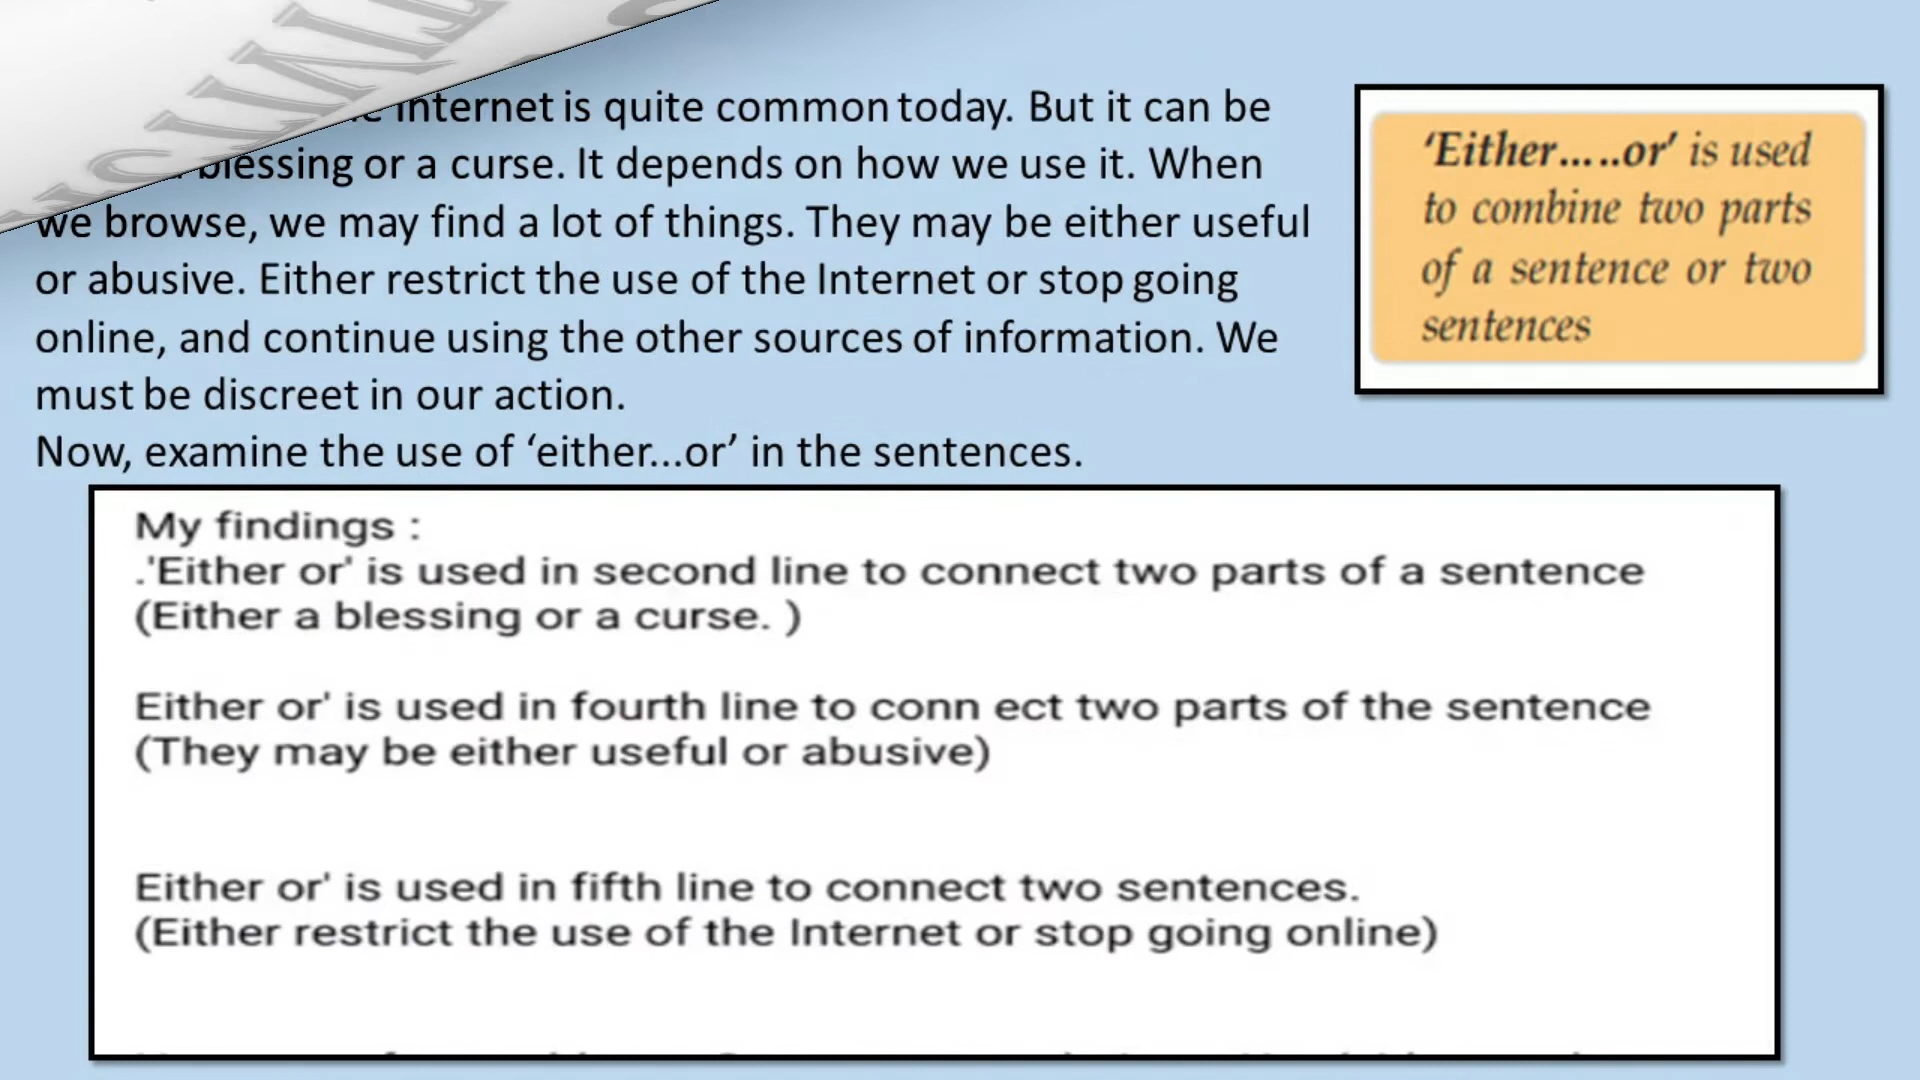 Internet is quite common today. But it can be
blessing or a curse. It depends on how we use it. When
we browse, we may find a lot of things. They may be either useful
or abusive. Either restrict the use of the Internet or stop going
online, and continue using the other sources of information. We
must be discreet in our action.
Now, examine the use of ‘either...or’ in the sentences.
‘Either.....or’ is used
to combine two parts
of a sentence or two
sentences
My findings :
.'Either or' is used in second line to connect two parts of a sentence
(Either a blessing or a curse. )
Either or' is used in fourth line to conn ect two parts of the sentence
(They may be either useful or abusive)
Either or' is used in fifth line to connect two sentences.
(Either restrict the use of the Internet or stop going online)